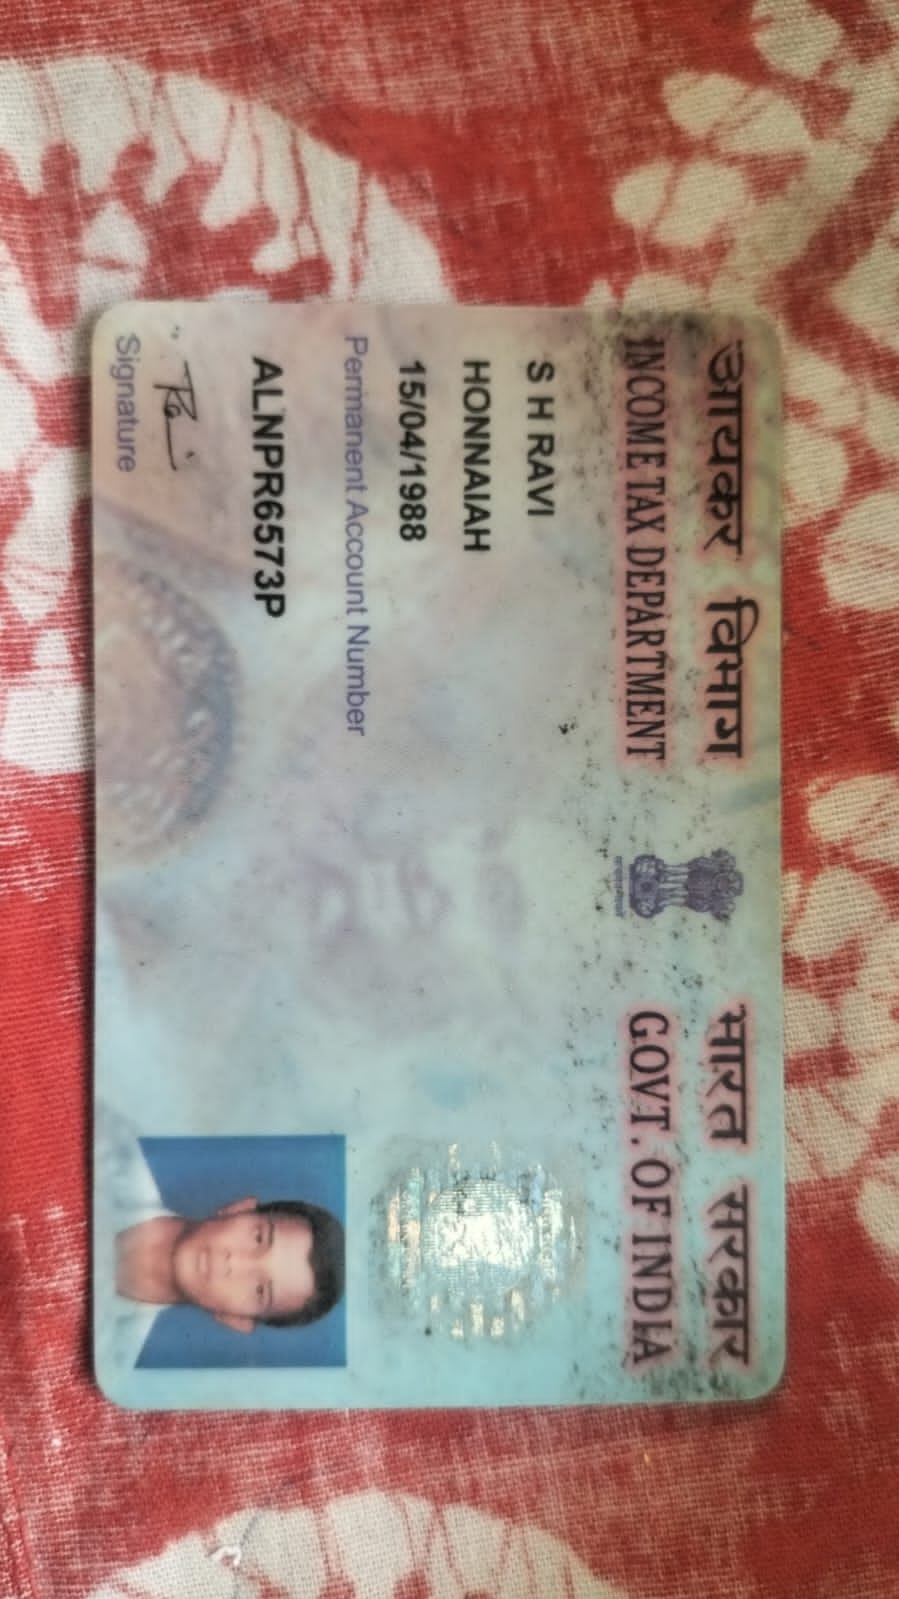 आयकर विभाग भारत सरकार
INCOME TAX DEPARTMENT GOVT. OF INDIA
S H RAVI
HONNAIAH
15/04/1988
Permanent Account Number
ALNPR6573P
Signature